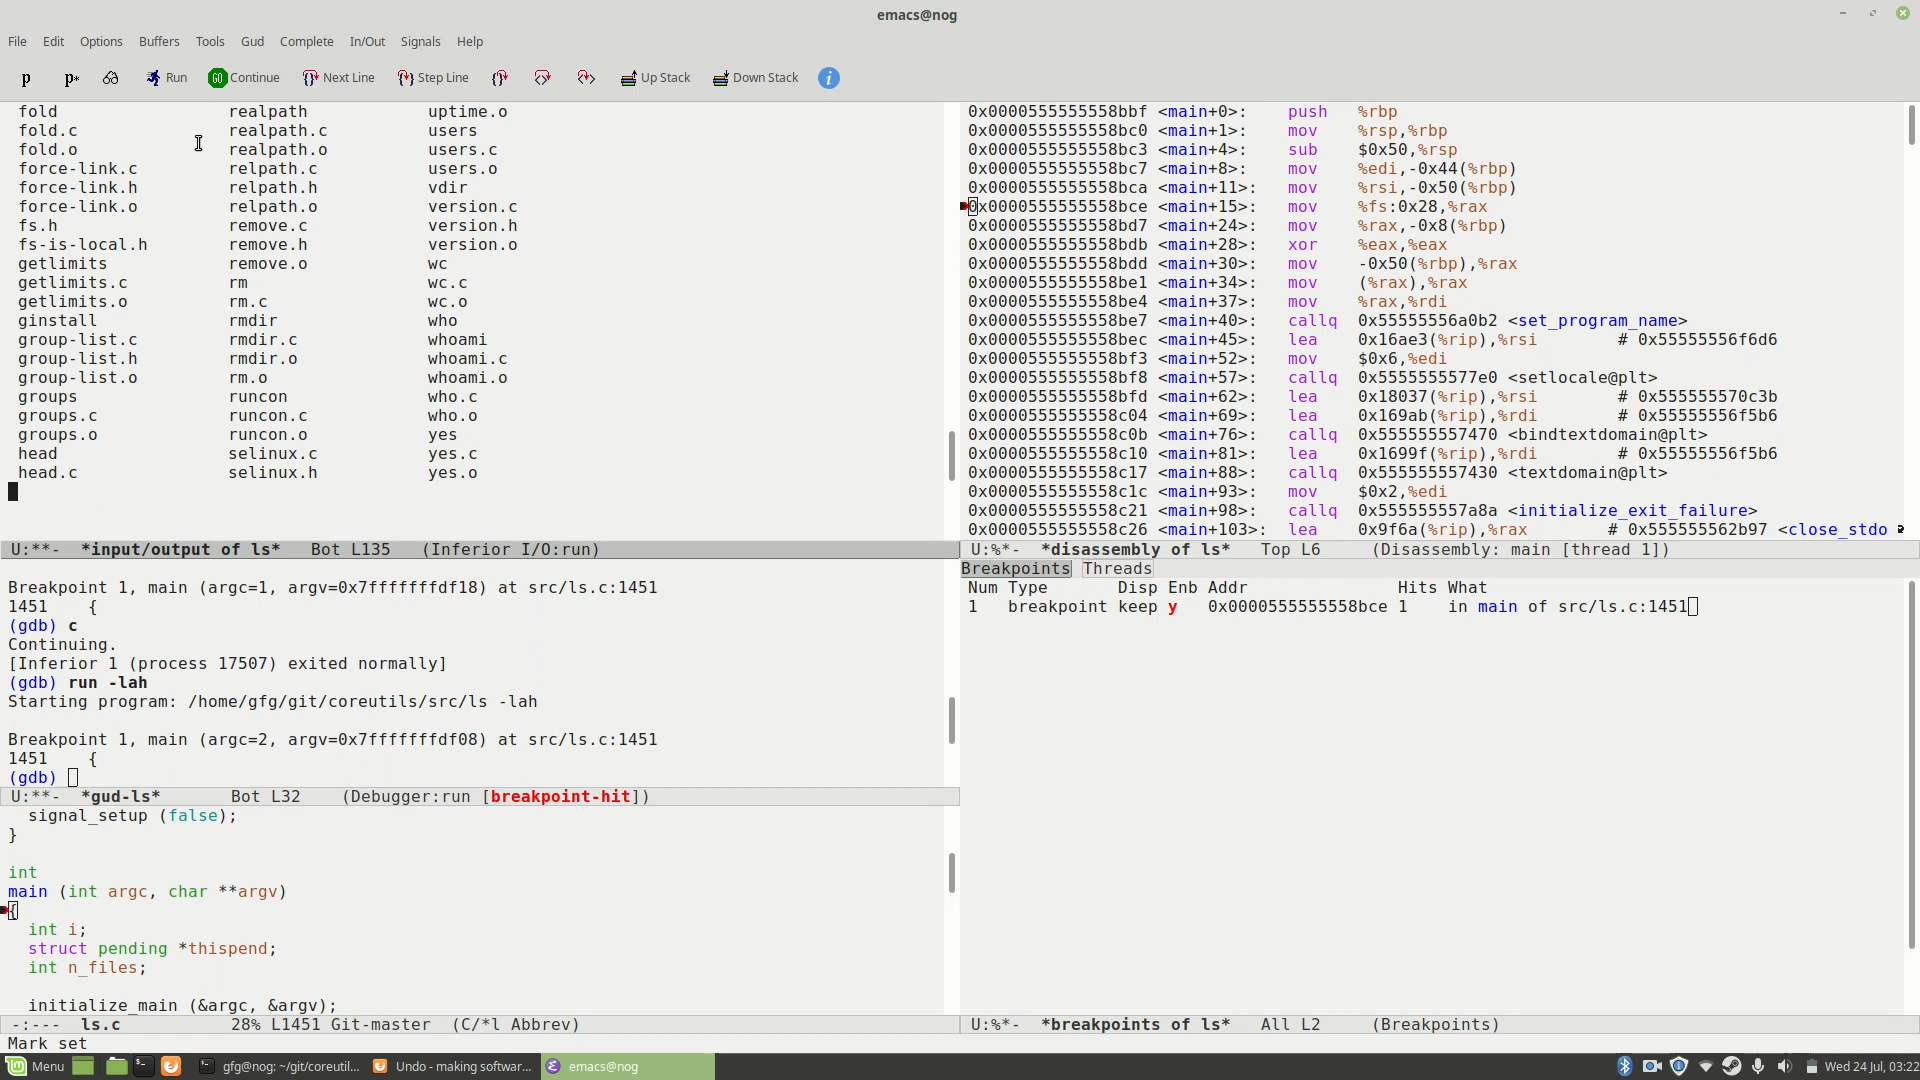 emacs@nog
File Edit Options Buffers Tools Gud Complete In/Out Signals Help
p p* Run GO Continue Next Line Step Line Up Stack Down Stack i
fold realpath uptime.o
fold.c realpath.c users
fold.o realpath.o users.c
force-link.c relpath.c users.o
force-link.h relpath.h vdir
force-link.o relpath.o version.c
fs.h remove.c version.h
fs-is-local.h remove.h version.o
getlimits remove.o wc
getlimits.c rm wc.c
getlimits.o rm.c wc.o
ginstall rmdir who
group-list.c rmdir.c whoami
group-list.h rmdir.o whoami.c
group-list.o rm.o whoami.o
groups runcon who.c
groups.c runcon.c who.o
groups.o runcon.o yes
head selinux.c yes.c
head.c selinux.h yes.o
U:**- *input/output of ls* Bot L135 (Inferior I/O:run)
Breakpoint 1, main (argc=1, argv=0x7fffffffdf18) at src/ls.c:1451
1451 {
(gdb) c
Continuing.
[Inferior 1 (process 17507) exited normally]
(gdb) run -lah
Starting program: /home/gfg/git/coreutils/src/ls -lah
Breakpoint 1, main (argc=2, argv=0x7fffffffdf08) at src/ls.c:1451
1451 {
(gdb)
U:**- *gud-ls* Bot L32 (Debugger:run [breakpoint-hit])
signal_setup (false);
}
int
main (int argc, char **argv)
{
int i;
struct pending *thispend;
int n_files;
initialize_main (&argc, &argv);
-:--- ls.c 28% L1451 Git-master (C/*l Abbrev)
0x0000555555558bbf <main+0>: push %rbp
0x0000555555558bc0 <main+1>: mov %rsp,%rbp
0x0000555555558bc3 <main+4>: sub $0x50,%rsp
0x0000555555558bc7 <main+8>: mov %edi,-0x44(%rbp)
0x0000555555558bca <main+11>: mov %rsi,-0x50(%rbp)
0x0000555555558bce <main+15>: mov %fs:0x28,%rax
0x0000555555558bd7 <main+24>: mov %rax,-0x8(%rbp)
0x0000555555558bdb <main+28>: xor %eax,%eax
0x0000555555558bdd <main+30>: mov -0x50(%rbp),%rax
0x0000555555558be1 <main+34>: mov (%rax),%rax
0x0000555555558be4 <main+37>: mov %rax,%rdi
0x0000555555558be7 <main+40>: callq 0x55555556a0b2 <set_program_name>
0x0000555555558bec <main+45>: lea 0x16ae3(%rip),%rsi # 0x55555556f6d6
0x0000555555558bf3 <main+52>: mov $0x6,%edi
0x0000555555558bf8 <main+57>: callq 0x5555555577e0 <setlocale@plt>
0x0000555555558bfd <main+62>: lea 0x18037(%rip),%rsi # 0x555555570c3b
0x0000555555558c04 <main+69>: lea 0x169ab(%rip),%rdi # 0x55555556f5b6
0x0000555555558c0b <main+76>: callq 0x555555557470 <bindtextdomain@plt>
0x0000555555558c10 <main+81>: lea 0x1699f(%rip),%rdi # 0x55555556f5b6
0x0000555555558c17 <main+88>: callq 0x555555557430 <textdomain@plt>
0x0000555555558c1c <main+93>: mov $0x2,%edi
0x0000555555558c21 <main+98>: callq 0x555555557a8a <initialize_exit_failure>
0x0000555555558c26 <main+103>: lea 0x9f6a(%rip),%rax # 0x555555562b97 <close_stdo
U:%*- *disassembly of ls* Top L6 (Disassembly: main [thread 1])
Breakpoints Threads
Num Type Disp Enb Addr Hits What
1 breakpoint keep y 0x0000555555558bce 1 in main of src/ls.c:1451
U:%*- *breakpoints of ls* All L2 (Breakpoints)
Mark set
Menu gfg@nog: ~/git/coreutil... Undo - making softwar... emacs@nog Wed 24 Jul, 03:22